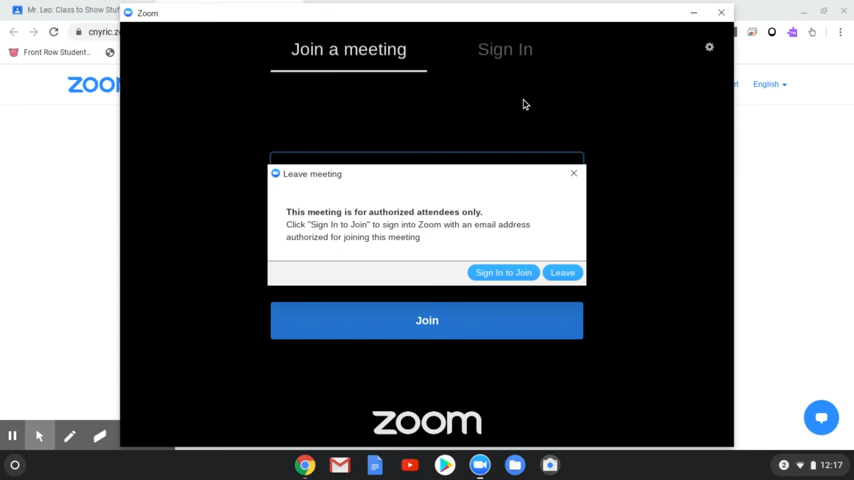 Mr. Leo: Class to Show Stuf
Zoom
cnyric.z
Front Row Student...
Join a meeting
Sign In
zoom
English
Leave meeting
This meeting is for authorized attendees only.
Click "Sign In to Join" to sign into Zoom with an email address
authorized for joining this meeting
Sign In to Join
Leave
Join
zoom
2
12:17